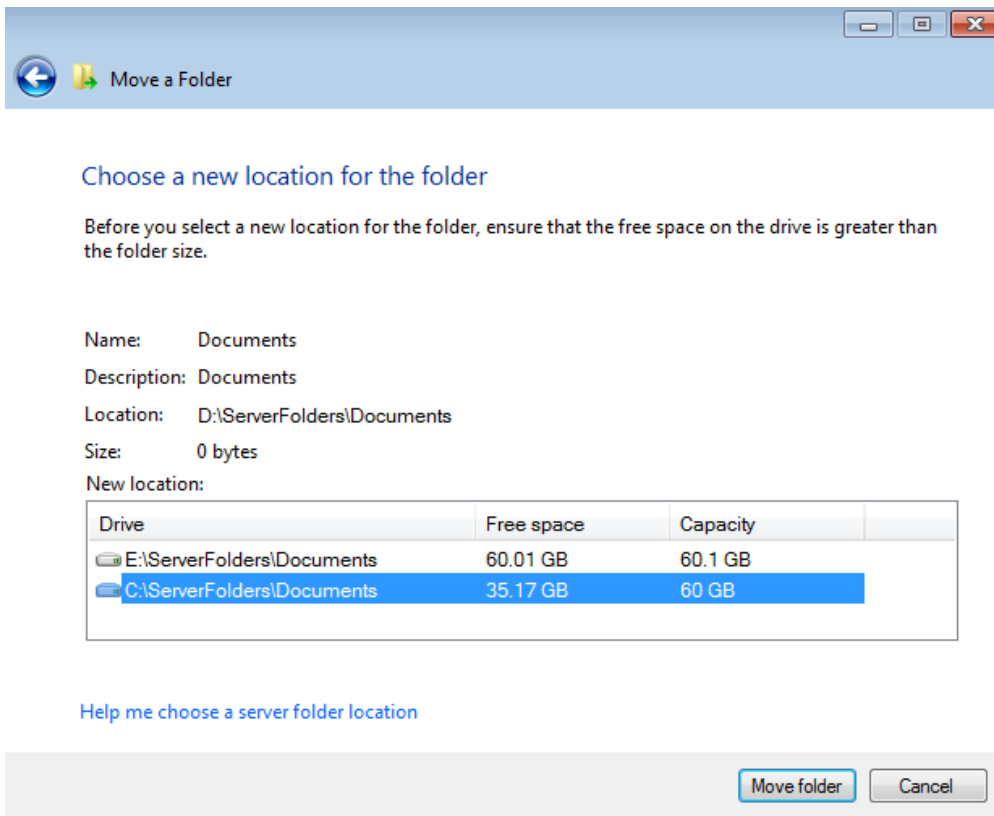 Move a Folder
Choose a new location for the folder
Before you select a new location for the folder, ensure that the free space on the drive is greater than
the folder size.
Name: Documents
Description: Documents
Location: D:\ServerFolders\Documents
Size: 0 bytes
New location:
Drive Free space Capacity
E:\ServerFolders\Documents 60.01 GB 60.1 GB
C:\ServerFolders\Documents 35.17 GB 60 GB
Help me choose a server folder location
Move folder Cancel